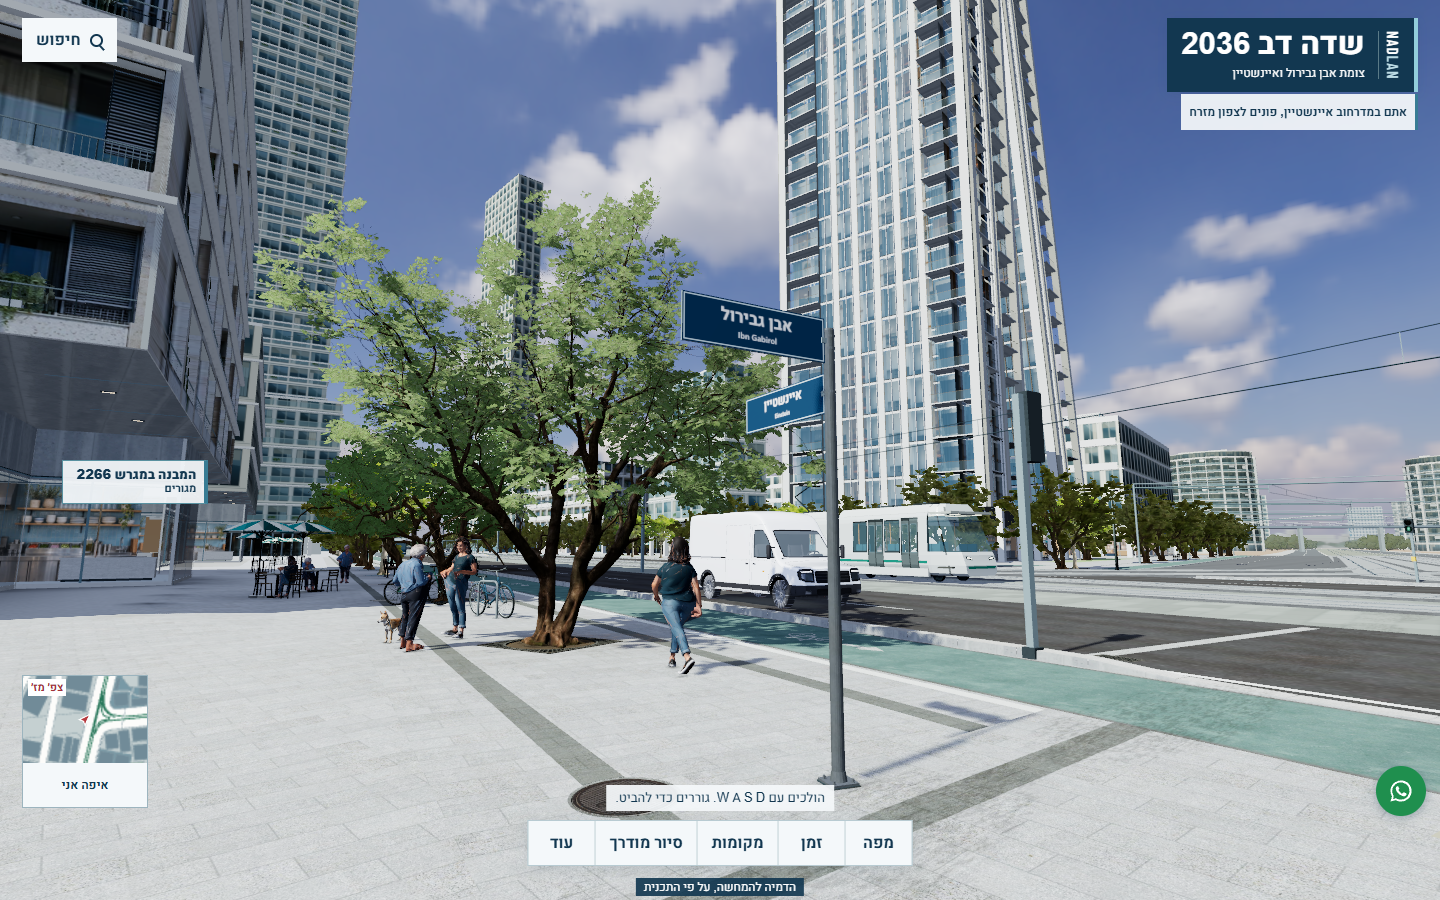 חיפוש
NADLAN
שדה דב 2036
צומת אבן גבירול ואיינשטיין
אתם במדרחוב איינשטיין, פונים לצפון מזרח
אבן גבירול
Ibn Gabirol
איינשטיין
המבנה במגרש 2266
מגורים
צפ' מז'
איפה אני
הולכים עם W A S D. גוררים כדי להביט.
מפה
זמן
מקומות
סיור מודרך
עוד
הדמיה להמחשה, על פי התכנית